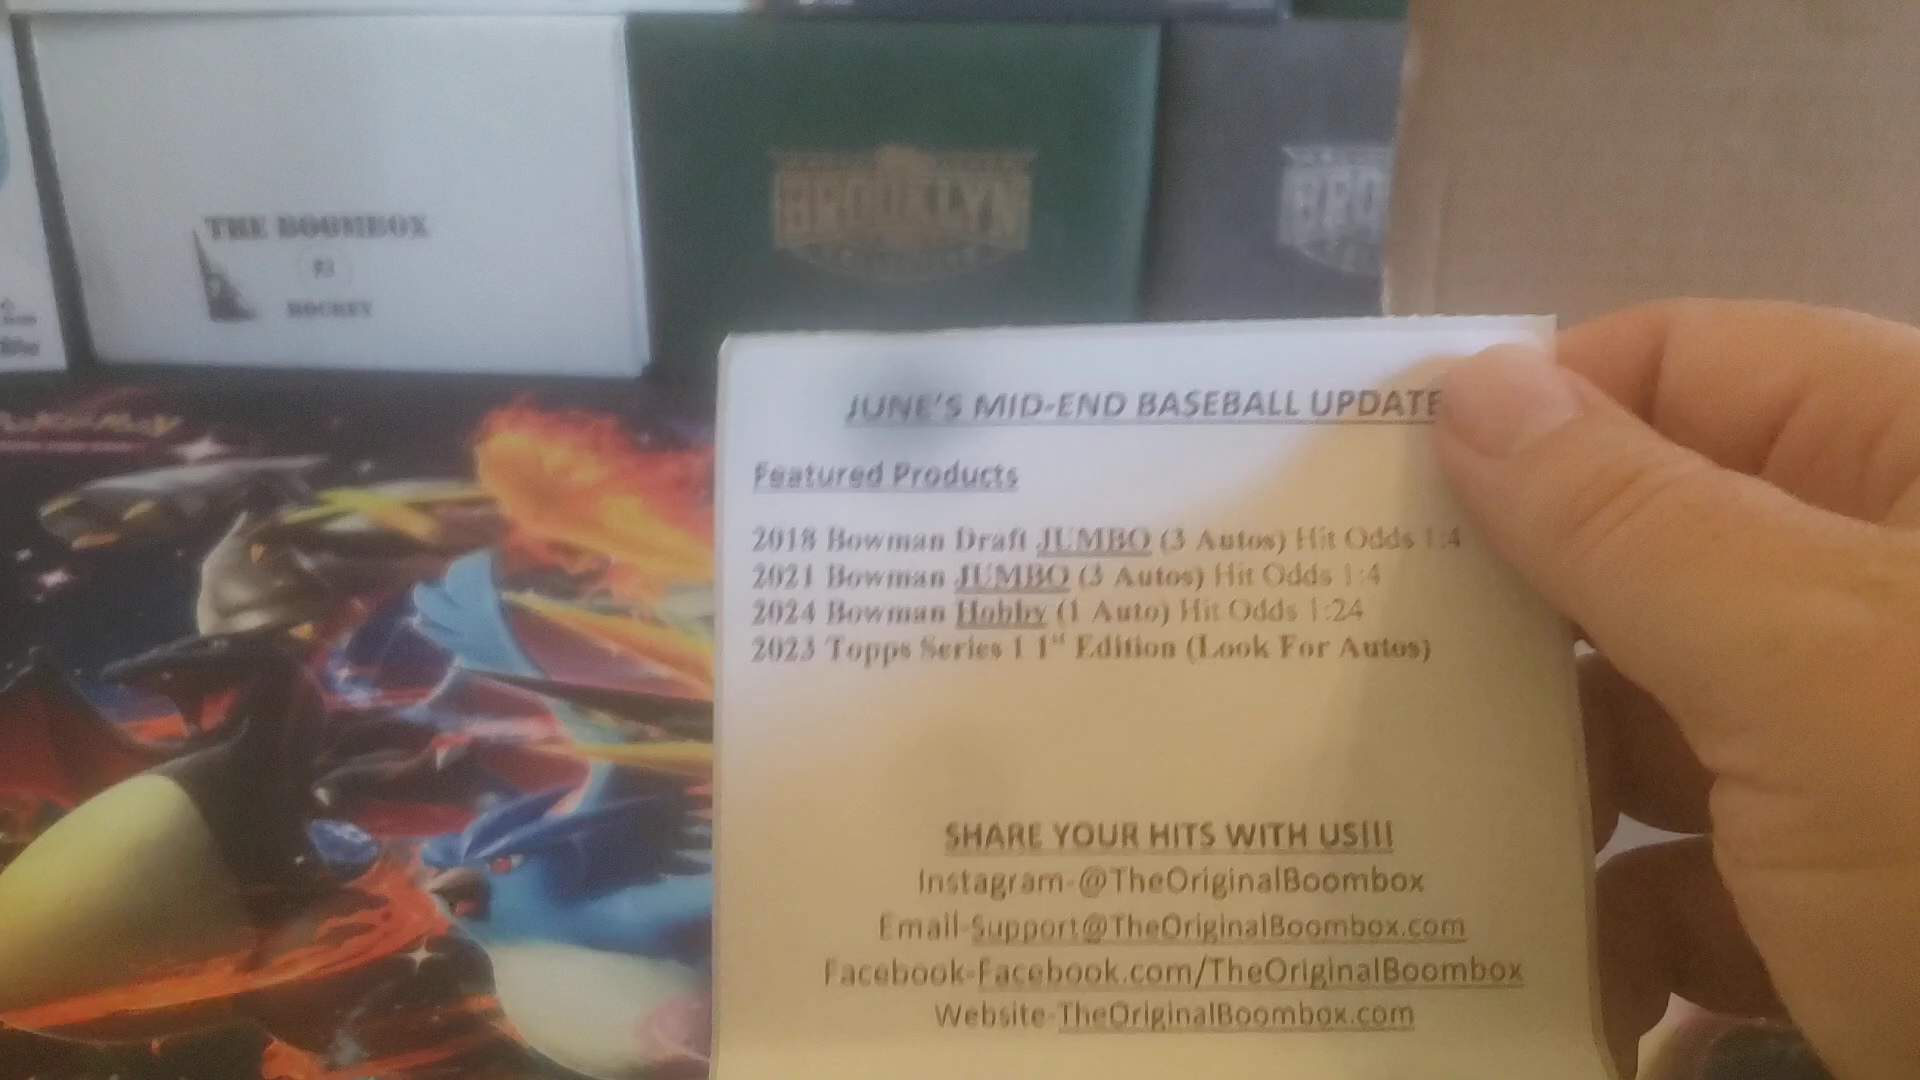 THE BOOMBOX
HOCKEY
BROOKLYN
BRO
JUNE'S MID-END BASEBALL UPDATE
Featured Products
2018 Bowman Draft JUMBO (3 Autos) Hit Odds 1:4
2021 Bowman JUMBO (3 Autos) Hit Odds 1:4
2024 Bowman Hobby (1 Auto) Hit Odds 1:24
2023 Topps Series 1 1st Edition (Look For Autos)
SHARE YOUR HITS WITH US!!!
Instagram-@TheOriginalBoombox
Email-Support@TheOriginalBoombox.com
Facebook-Facebook.com/TheOriginalBoombox
Website-TheOriginalBoombox.com